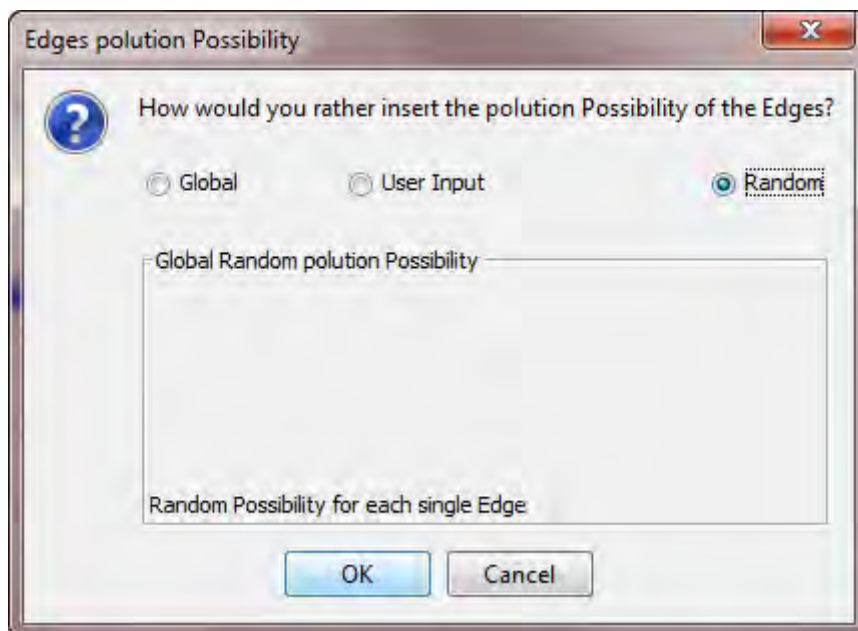 Edges polution Possibility
How would you rather insert the polution Possibility of the Edges?
Global User Input Random
Global Random polution Possibility
Random Possibility for each single Edge
OK Cancel